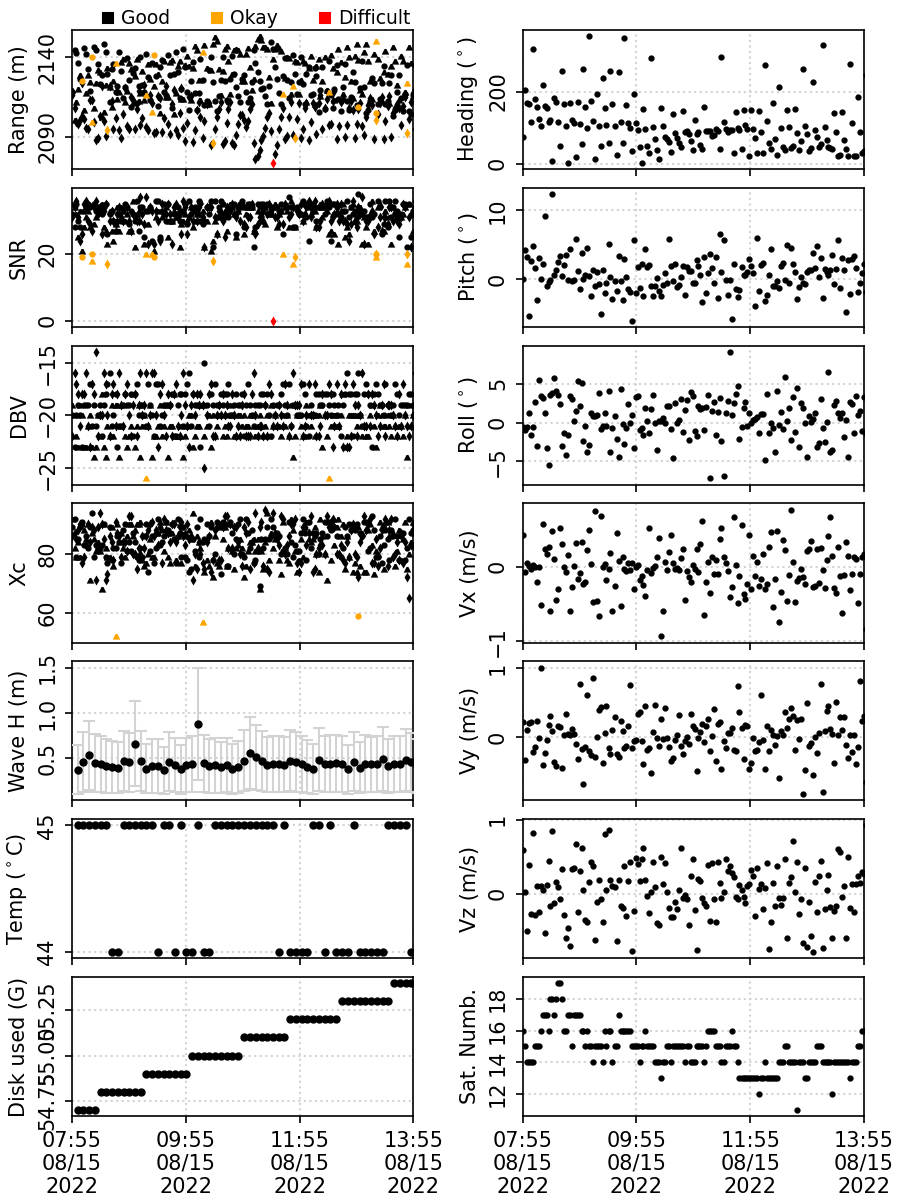 Good Okay Difficult
Range (m) 2140 2090
Heading (°) 200 0
SNR 20 0
Pitch (°) 10 0
DBV −15 −20 −25
Roll (°) 5 0 −5
Xc 80 60
Vx (m/s) 0 −1
Wave H (m) 1.5 1.0 0.5
Vy (m/s) 1 0
Temp (°C) 45 44
Vz (m/s) 1 0
Disk used (G) 55.25 55.00 54.75
Sat. Numb. 18 16 14 12
07:55 09:55 11:55 13:55 07:55 09:55 11:55 13:55
08/15 08/15 08/15 08/15 08/15 08/15 08/15 08/15
2022 2022 2022 2022 2022 2022 2022 2022